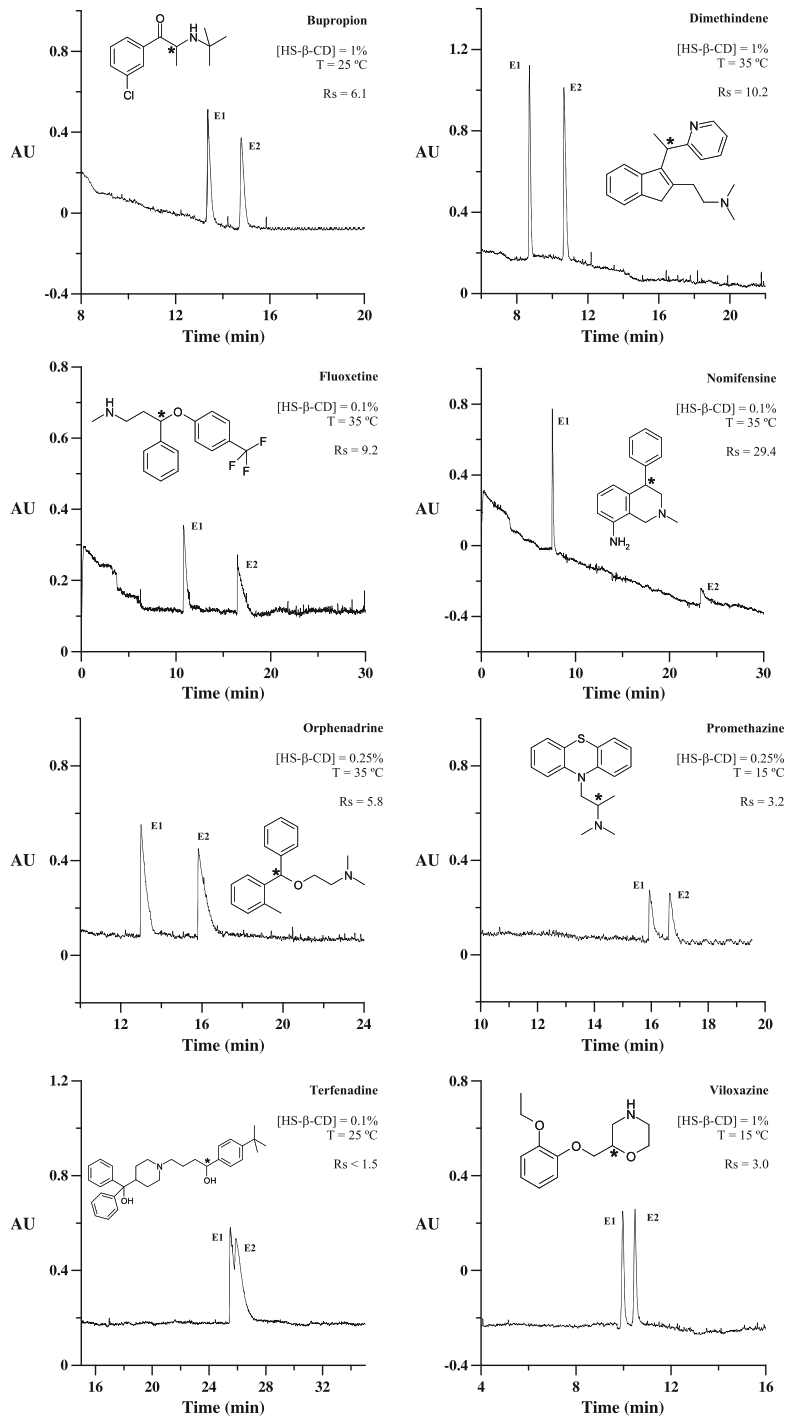 Bupropion
[HS-β-CD] = 1%
T = 25 ºC
Rs = 6.1
O
H
N
*
Cl
E1
E2
0.8
0.4
0
-0.4
AU
8
12
16
20
Time (min)
Dimethindene
[HS-β-CD] = 1%
T = 35 ºC
Rs = 10.2
E1
E2
N
*
N
1.2
0.8
0.4
0
AU
8
12
16
20
Time (min)
Fluoxetine
[HS-β-CD] = 0.1%
T = 35 ºC
Rs = 9.2
H
N
*
O
F
F
F
E1
E2
0.8
0.6
0.4
0.2
0
AU
0
10
20
30
Time (min)
Nomifensine
[HS-β-CD] = 0.1%
T = 35 ºC
Rs = 29.4
E1
*
N
NH2
E2
0.8
0.4
0
-0.4
AU
0
10
20
30
Time (min)
Orphenadrine
[HS-β-CD] = 0.25%
T = 35 ºC
Rs = 5.8
E1
E2
*
O
N
0.8
0.4
0
AU
12
16
20
24
Time (min)
Promethazine
[HS-β-CD] = 0.25%
T = 15 ºC
Rs = 3.2
S
N
*
N
E1
E2
0.8
0.4
0
AU
10
12
14
16
18
20
Time (min)
Terfenadine
[HS-β-CD] = 0.1%
T = 25 ºC
Rs < 1.5
N
*
OH
OH
E1
E2
1.2
0.8
0.4
0
AU
16
20
24
28
32
Time (min)
Viloxazine
[HS-β-CD] = 1%
T = 15 ºC
Rs = 3.0
H
N
O
O
*
O
E1
E2
0.8
0.4
0
-0.4
AU
4
8
12
16
Time (min)